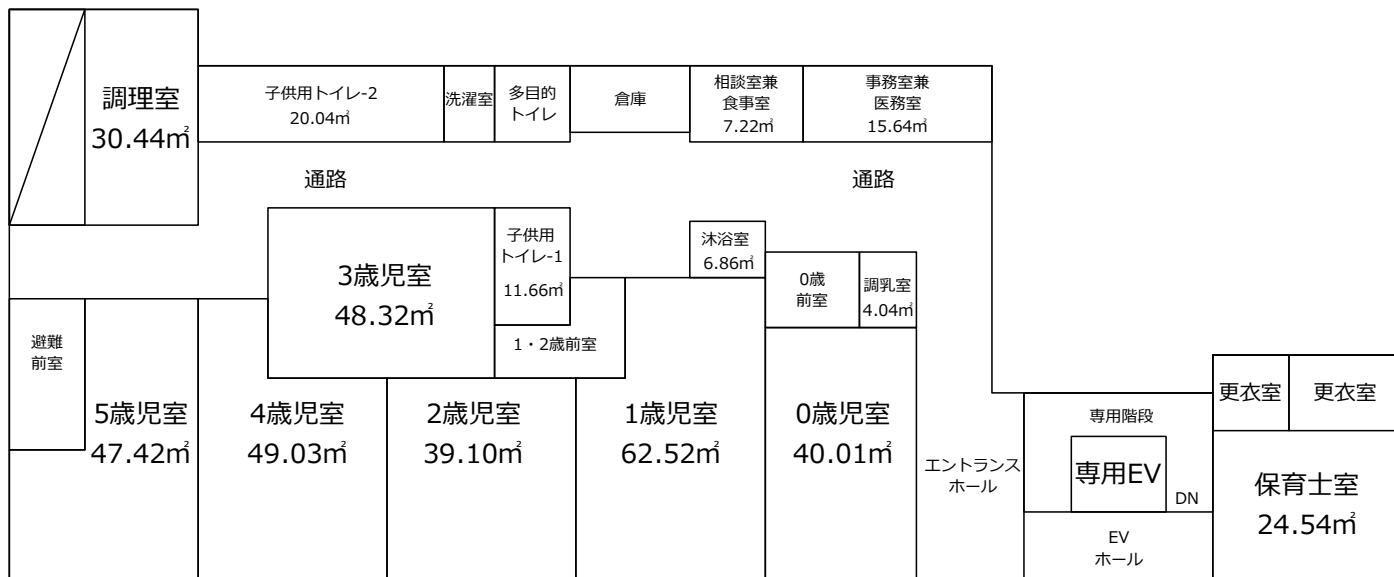 調理室
30.44㎡
子供用トイレ-2
20.04㎡
洗濯室
多目的
トイレ
倉庫
相談室兼
食事室
7.22㎡
事務室兼
医務室
15.64㎡
通路
通路
3歳児室
48.32㎡
子供用
トイレ-1
11.66㎡
沐浴室
6.86㎡
0歳
前室
調乳室
4.04㎡
避難
前室
1・2歳前室
5歳児室
47.42㎡
4歳児室
49.03㎡
2歳児室
39.10㎡
1歳児室
62.52㎡
0歳児室
40.01㎡
エントランス
ホール
専用階段
専用EV
DN
EV
ホール
更衣室
更衣室
保育士室
24.54㎡